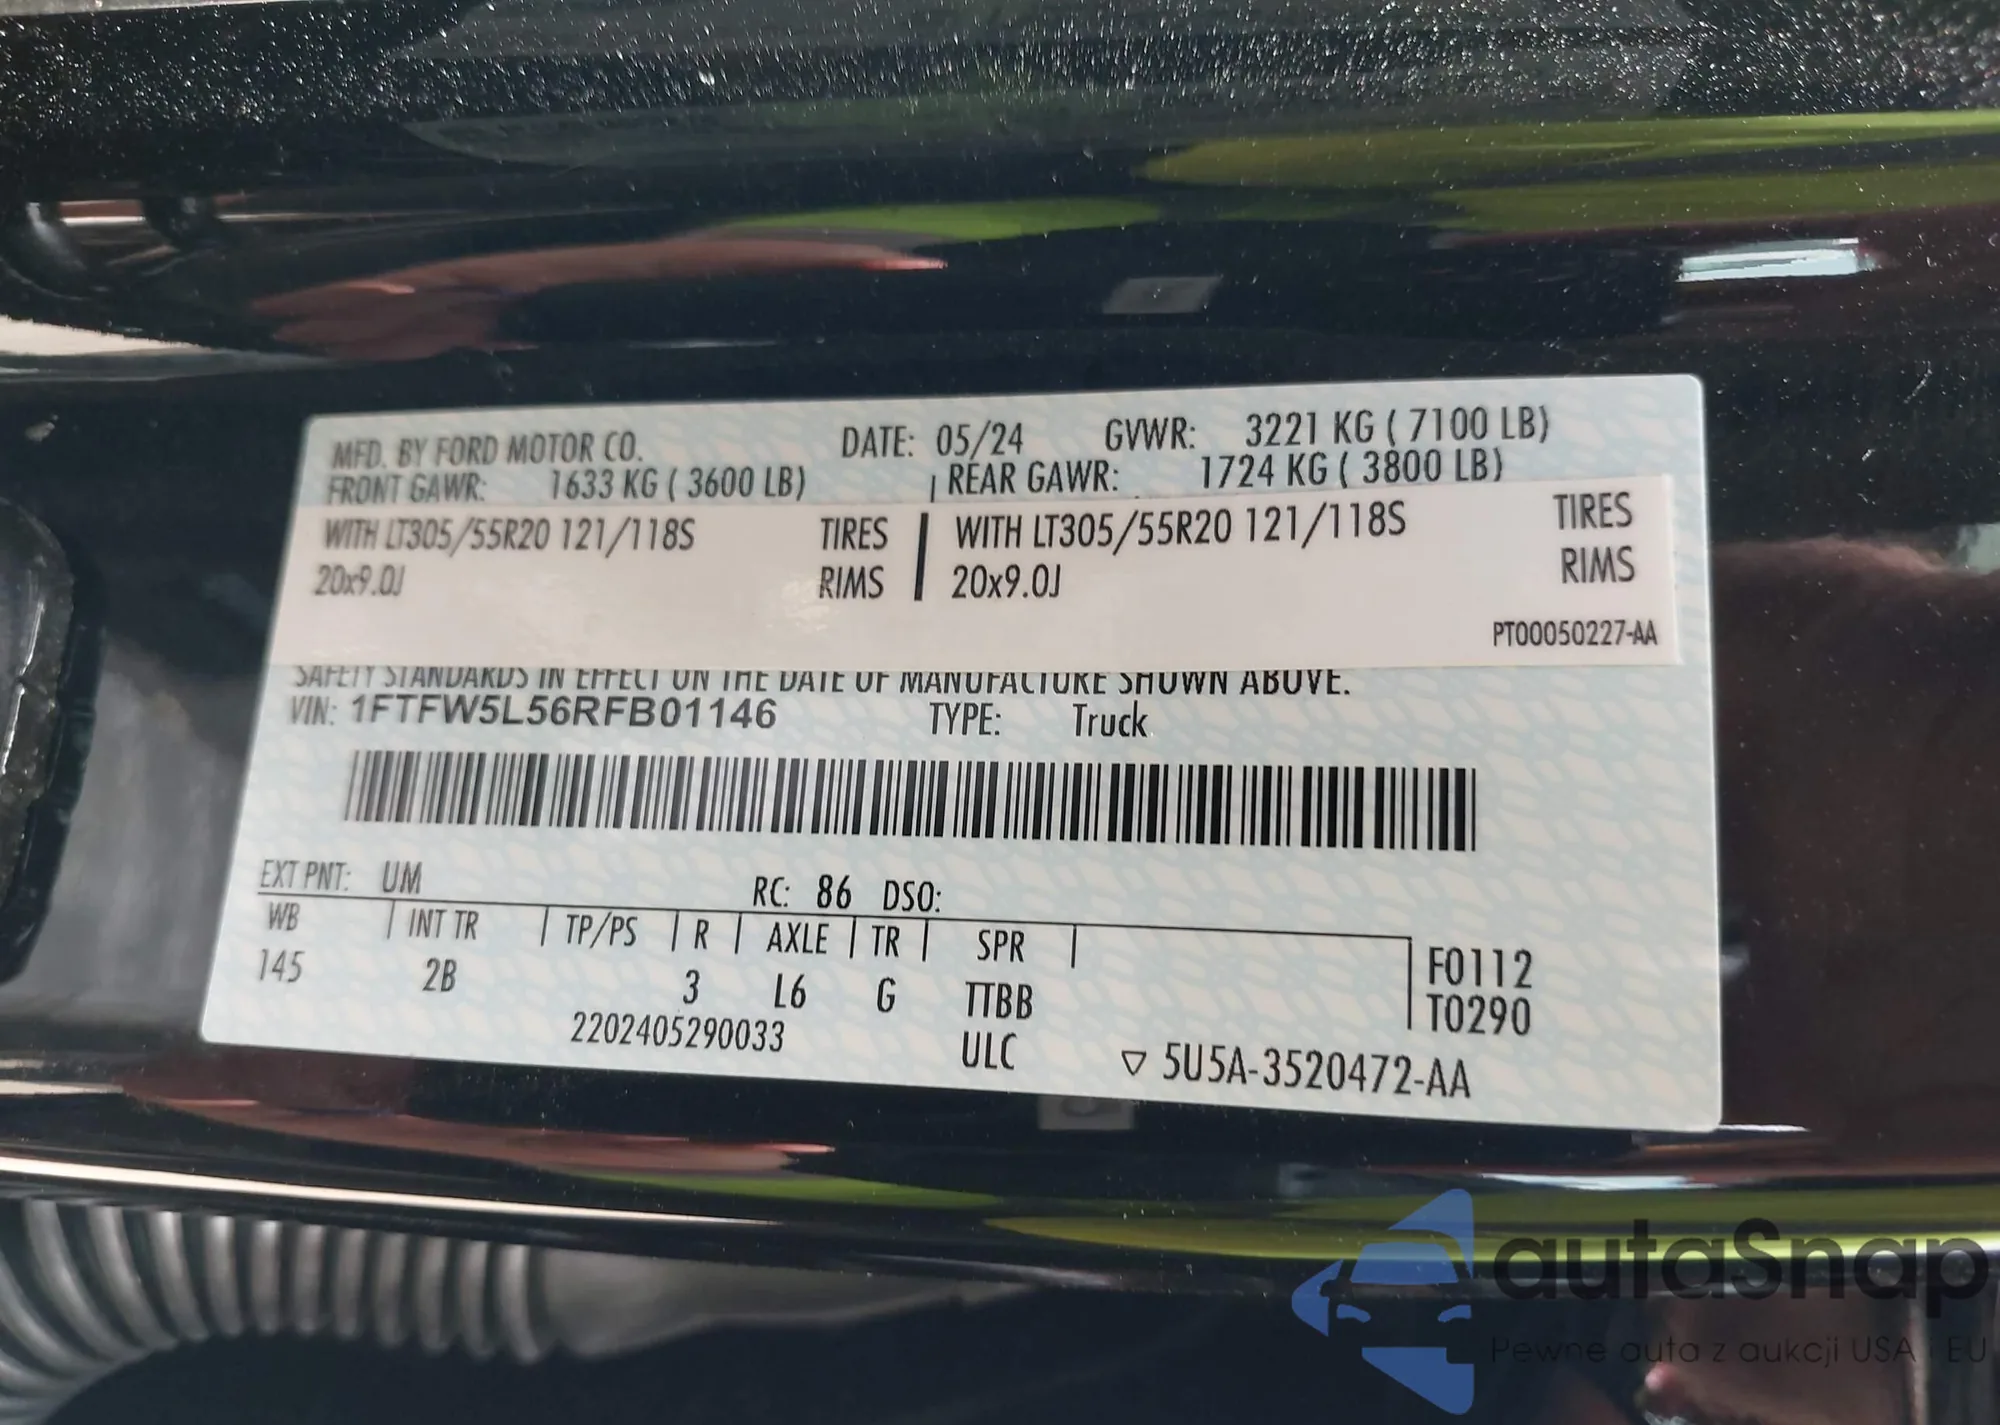 MFD. BY FORD MOTOR CO. DATE: 05/24 GVWR: 3221 KG ( 7100 LB)
FRONT GAWR: 1633 KG ( 3600 LB) REAR GAWR: 1724 KG ( 3800 LB)
WITH LT305/55R20 121/118S TIRES WITH LT305/55R20 121/118S TIRES
20x9.0J RIMS 20x9.0J RIMS
PT00050227-AA
SAFETY STANDARDS IN EFFECT ON THE DATE OF MANUFACTURE SHOWN ABOVE.
VIN: 1FTFW5L56RFB01146 TYPE: Truck
EXT PNT: UM RC: 86 DSO:
WB INT TR TP/PS R AXLE TR SPR
145 2B 3 L6 G TTBB
F0112
T0290
2202405290033 ULC ▽ 5U5A-3520472-AA
autaSnap
Pewne auta z aukcji USA i EU